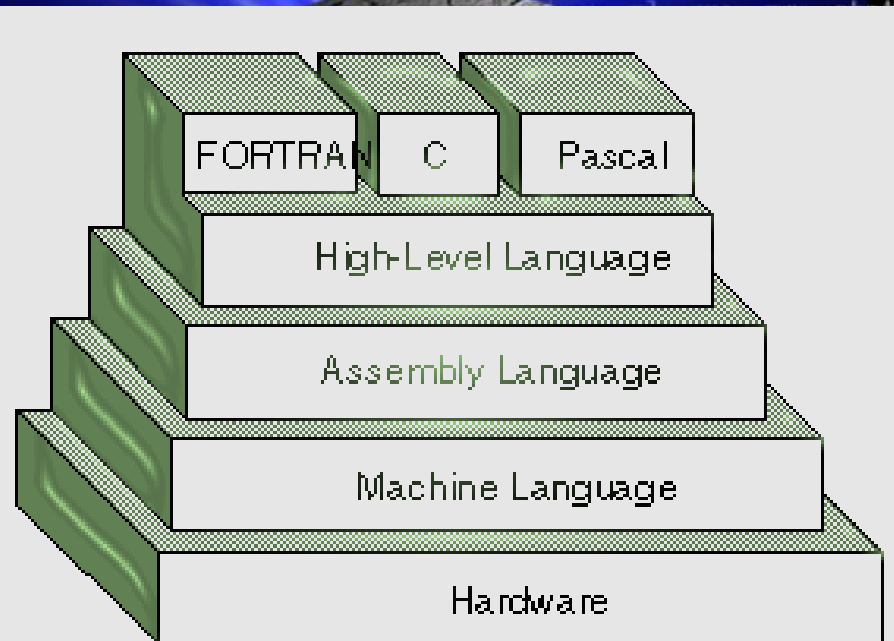 FORTRAN C Pascal
High-Level Language
Assembly Language
Machine Language
Hardware